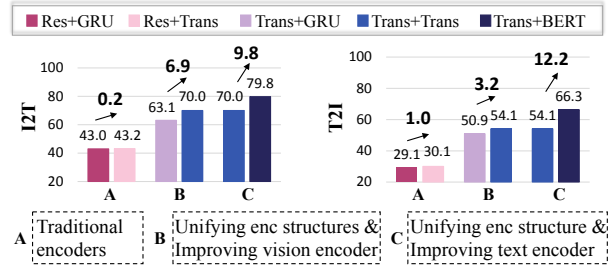 Res+GRU Res+Trans Trans+GRU Trans+Trans Trans+BERT
I2T
100
80
60
40
20
0.2
6.9
9.8
43.0 43.2
63.1 70.0
70.0 79.8
A B C
T2I
100
80
60
40
20
1.0
3.2
12.2
29.1 30.1
50.9 54.1
54.1 66.3
A B C
A Traditional
encoders
B Unifying enc structures &
Improving vision encoder
C Unifying enc structure &
Improving text encoder